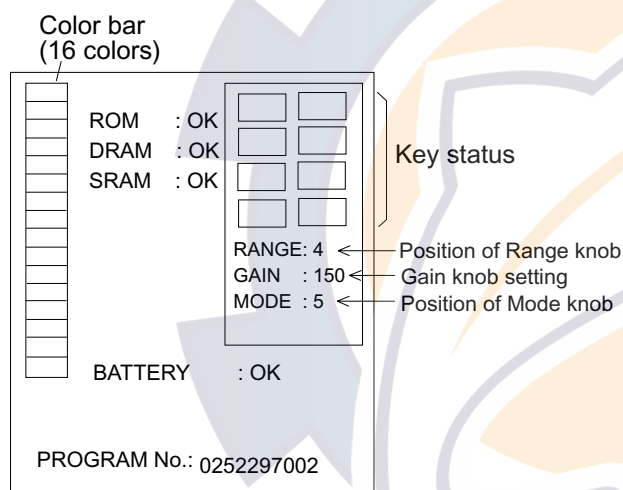 Color bar
(16 colors)
ROM : OK
DRAM : OK
SRAM : OK
Key status
RANGE: 4 Position of Range knob
GAIN : 150 Gain knob setting
MODE : 5 Position of Mode knob
BATTERY : OK
PROGRAM No.: 0252297002